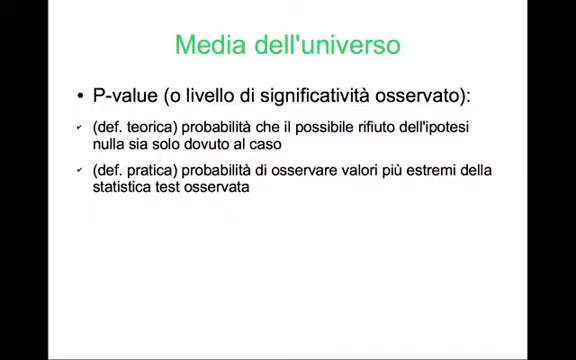 Media dell'universo
• P-value (o livello di significatività osservato):
✓ (def. teorica) probabilità che il possibile rifiuto dell'ipotesi
nulla sia solo dovuto al caso
✓ (def. pratica) probabilità di osservare valori più estremi della
statistica test osservata